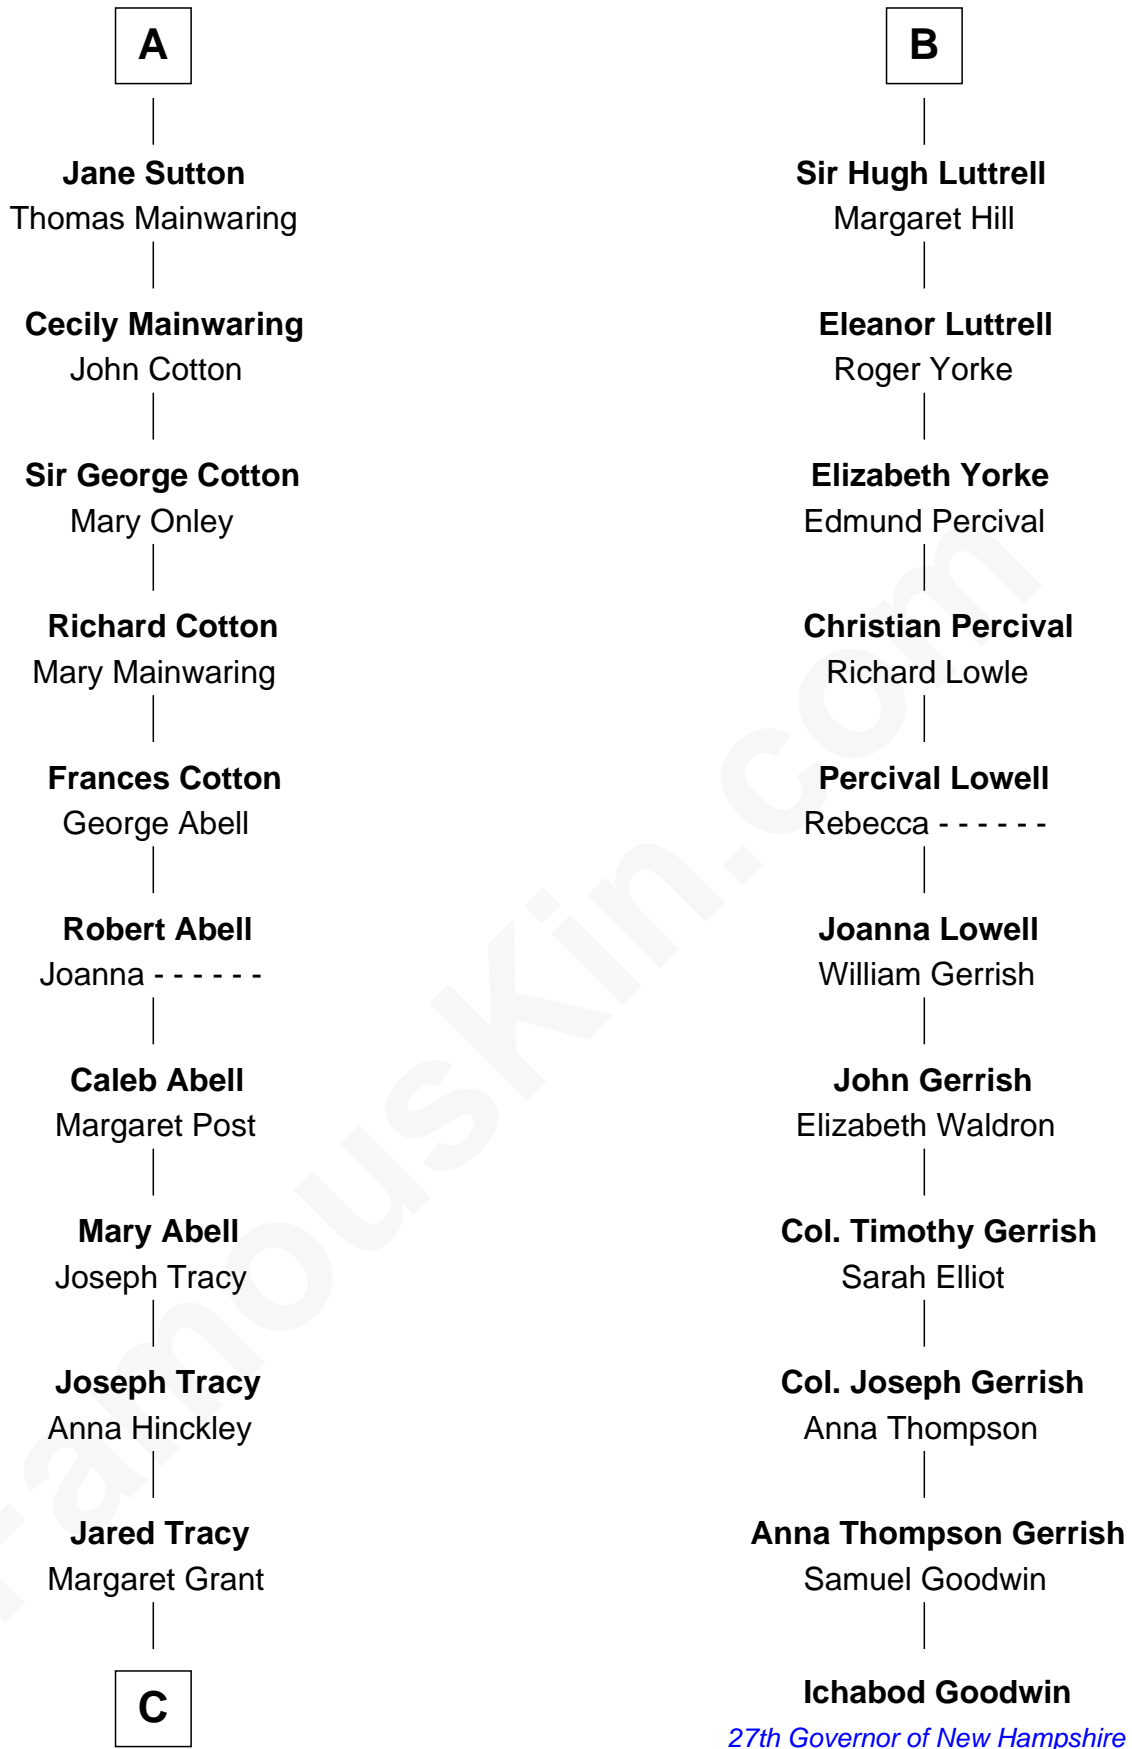 A
Jane Sutton
Thomas Mainwaring
Cecily Mainwaring
John Cotton
Sir George Cotton
Mary Onley
Richard Cotton
Mary Mainwaring
Frances Cotton
George Abell
Robert Abell
Joanna - - - - - -
Caleb Abell
Margaret Post
Mary Abell
Joseph Tracy
Joseph Tracy
Anna Hinckley
Jared Tracy
Margaret Grant
C
B
Sir Hugh Luttrell
Margaret Hill
Eleanor Luttrell
Roger Yorke
Elizabeth Yorke
Edmund Percival
Christian Percival
Richard Lowle
Percival Lowell
Rebecca - - - - - -
Joanna Lowell
William Gerrish
John Gerrish
Elizabeth Waldron
Col. Timothy Gerrish
Sarah Elliot
Col. Joseph Gerrish
Anna Thompson
Anna Thompson Gerrish
Samuel Goodwin
Ichabod Goodwin
27th Governor of New Hampshire
FamousKin.com